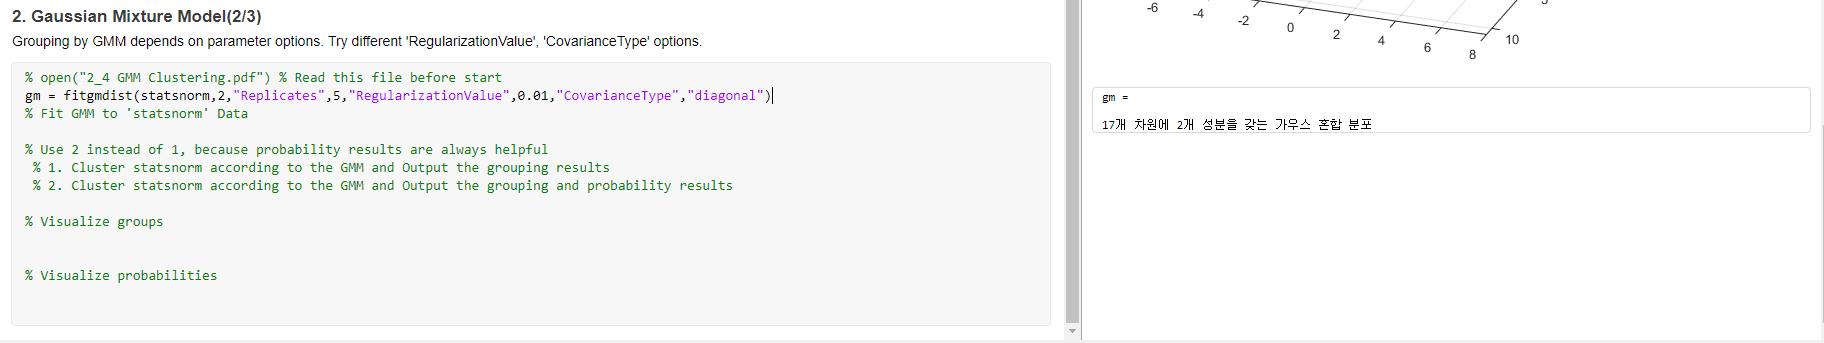 2. Gaussian Mixture Model(2/3)
Grouping by GMM depends on parameter options. Try different 'RegularizationValue', 'CovarianceType' options.
% open("2_4 GMM Clustering.pdf") % Read this file before start
gm = fitgmdist(statsnorm,2,"Replicates",5,"RegularizationValue",0.01,"CovarianceType","diagonal")
% Fit GMM to 'statsnorm' Data
% Use 2 instead of 1, because probability results are always helpful
% 1. Cluster statsnorm according to the GMM and Output the grouping results
% 2. Cluster statsnorm according to the GMM and Output the grouping and probability results
% Visualize groups
% Visualize probabilities
-6
-4
-2
0
2
4
6
8
10
gm =
17개 차원에 2개 성분을 갖는 가우스 혼합 분포